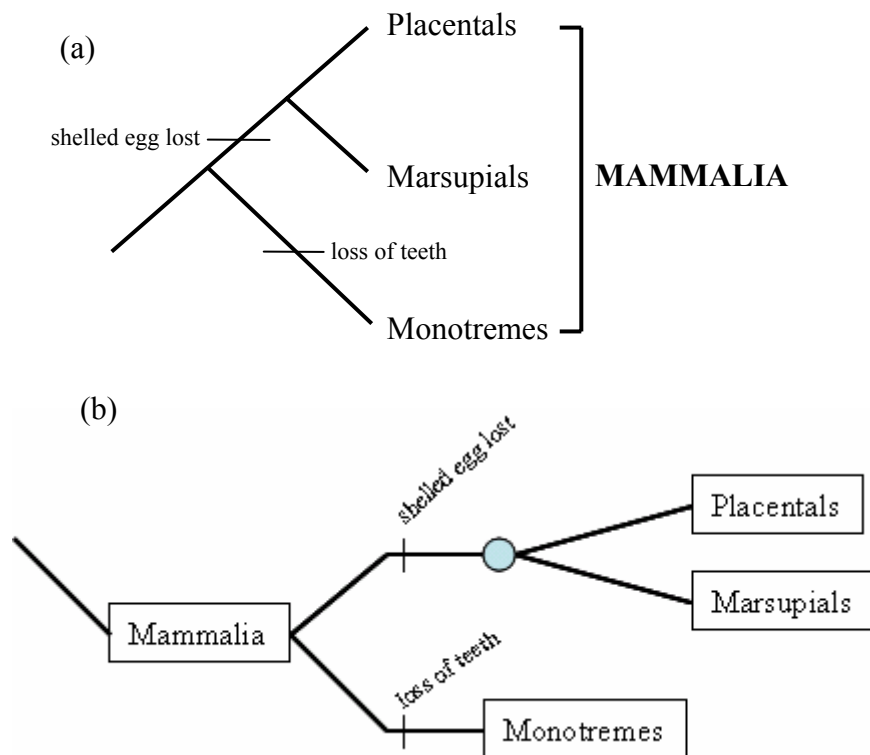 (a)
Placentals
shelled egg lost
Marsupials
MAMMALIA
loss of teeth
Monotremes
(b)
shelled egg lost
Placentals
Marsupials
Mammalia
loss of teeth
Monotremes